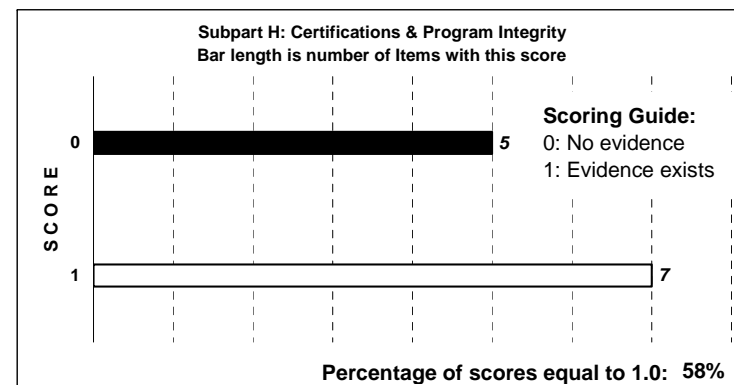 Subpart H: Certifications & Program Integrity
Bar length is number of Items with this score
Scoring Guide:
0: No evidence
1: Evidence exists
SCORE
0
5
1
7
Percentage of scores equal to 1.0: 58%